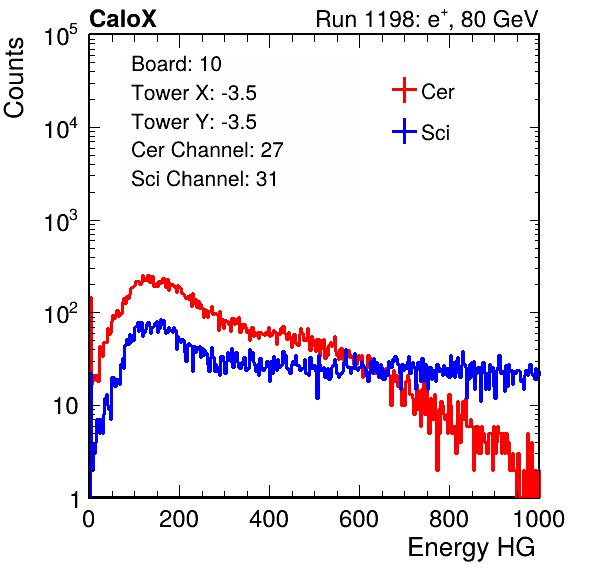 CaloX Run 1198: e+, 80 GeV
Counts
10^5
10^4
10^3
10^2
10
1
Board: 10
Tower X: -3.5
Tower Y: -3.5
Cer Channel: 27
Sci Channel: 31
Cer
Sci
0 200 400 600 800 1000
Energy HG